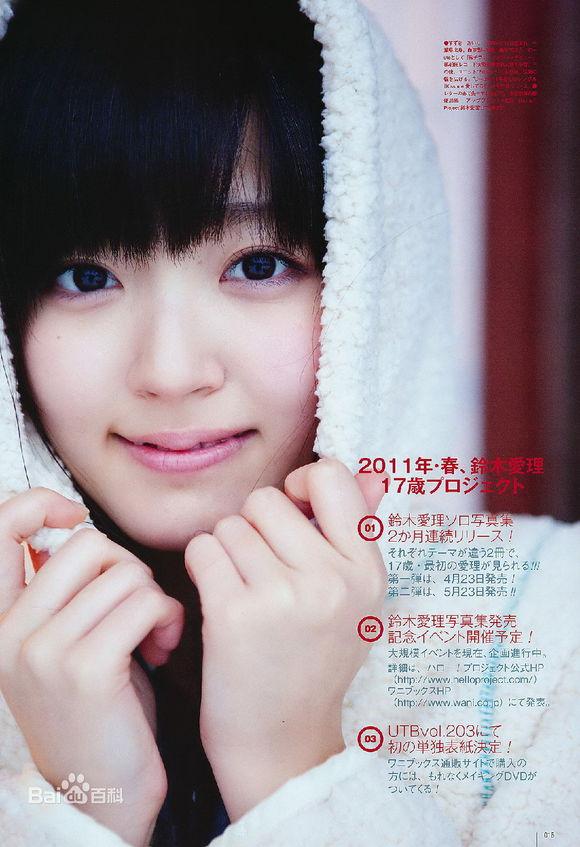 2011年・春、鈴木愛理
17歳プロジェクト
01
鈴木愛理ソロ写真集
2か月連続リリース！
それぞれテーマが違う2冊で、
17歳・最初の愛理が見られる!!!
第一弾は、4月23日発売！
第二弾は、5月23日発売!!
02
鈴木愛理写真集発売
記念イベント開催予定！
大規模イベントを現在、企画進行中。
詳細は、ハロー！プロジェクト公式HP
（http://www.helloproject.com/）
ワニブックスHP
（http://www.wani.co.jp）にて発表。
03
UTBvol.203にて
初の単独表紙決定！
ワニブックス通販サイトで購入の
方には、もれなくメイキングDVDが
ついてくる！
Baidu百科